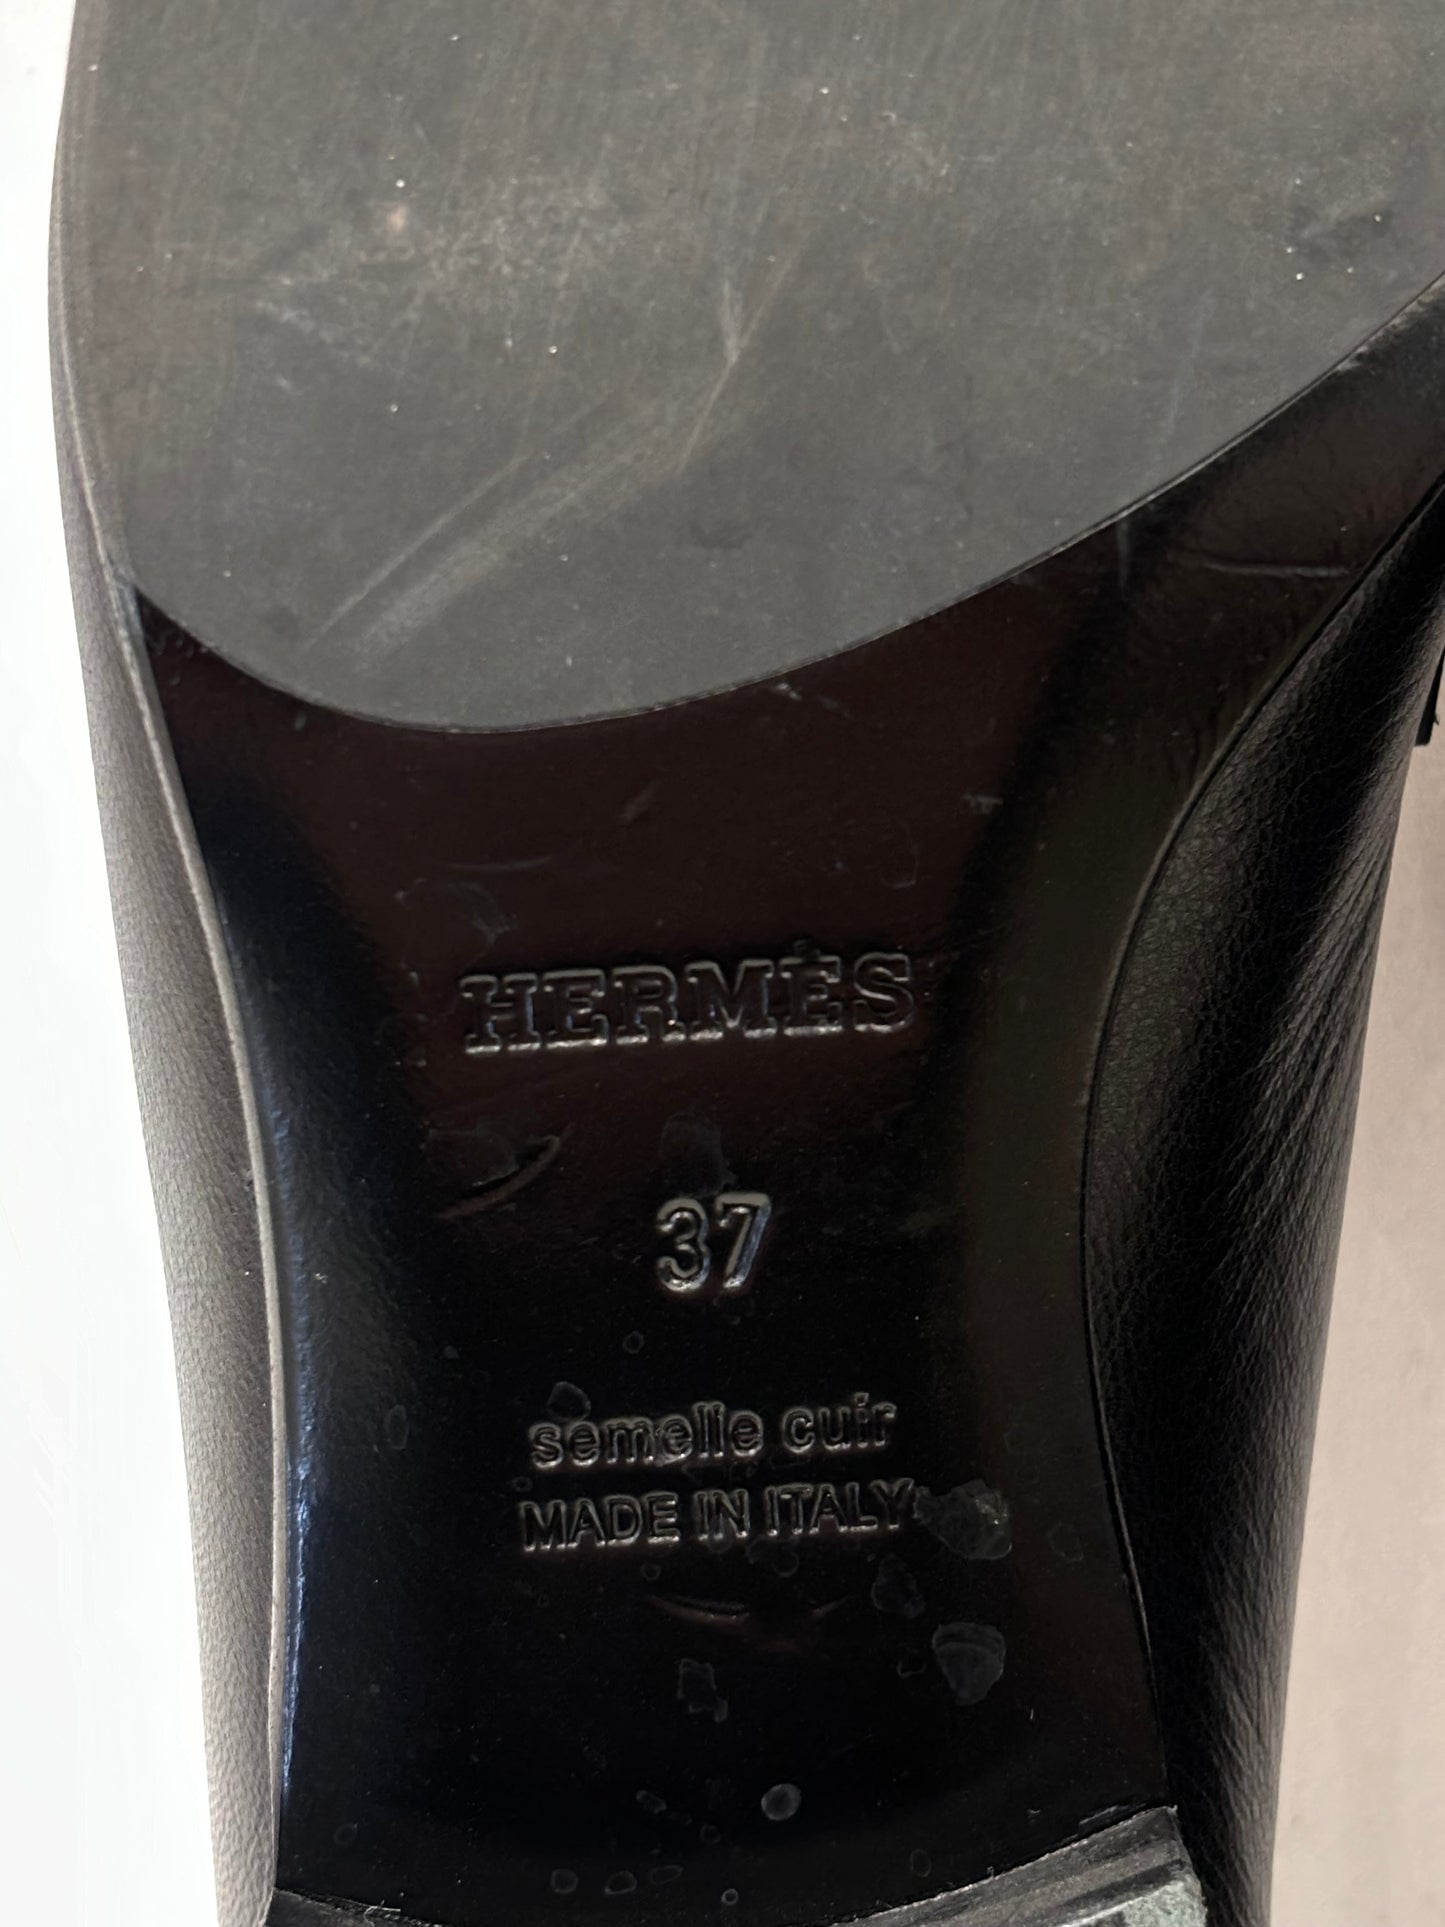 HERMÈS
37
semelle cuir
MADE IN ITALY